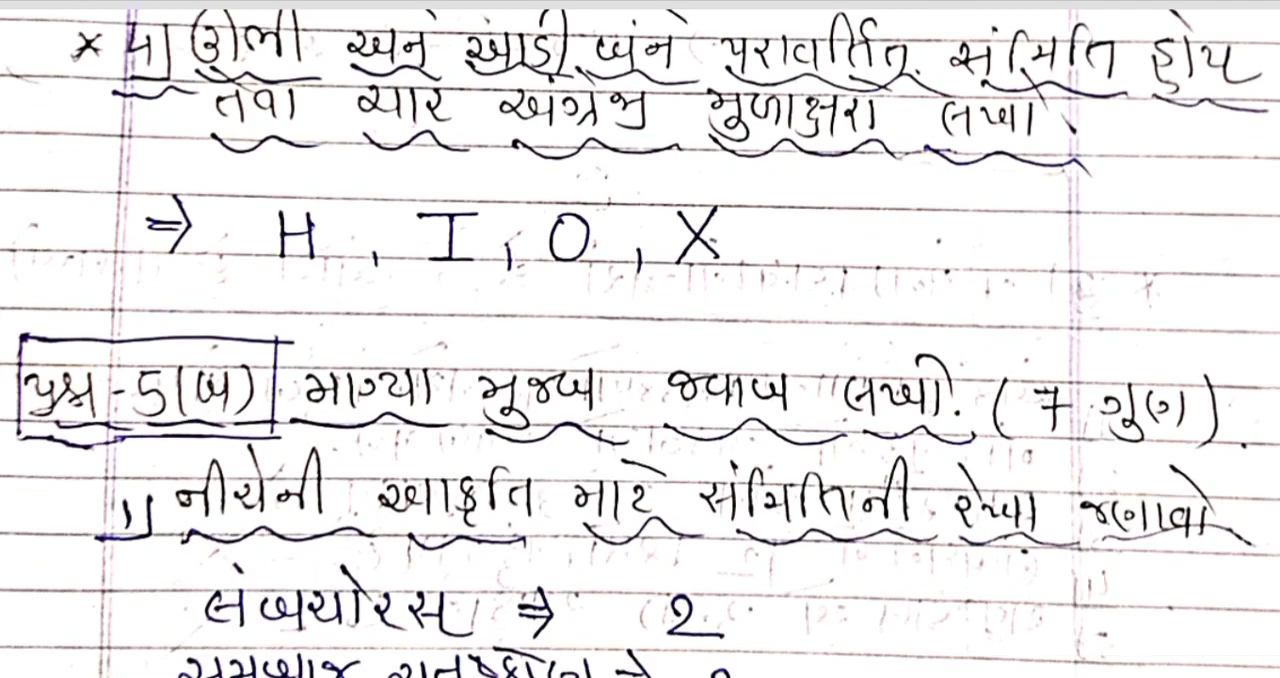 * ૫) ઊભી અને આડી બંને પરાવર્તિત સંમિતિ હોય
તેવા ચાર અંગ્રેજી મુળાક્ષરો લખો.
⇒ H , I , O , X
પ્રશ્ન-5(બ) માગ્યા મુજબ જવાબ લખો. (7 ગુણ).
1) નીચેની આકૃતિ માટે સંમિતિની રેખા જણાવો
લંબચોરસ ⇒ 2